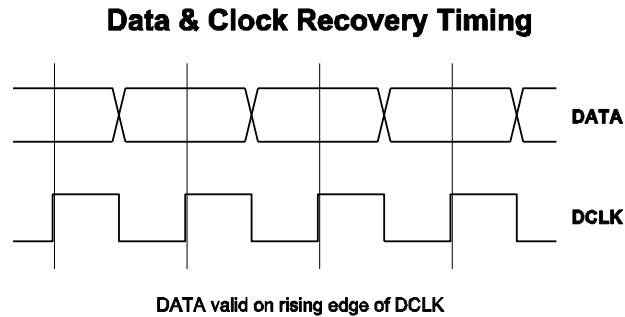 Data & Clock Recovery Timing
DATA
DCLK
DATA valid on rising edge of DCLK